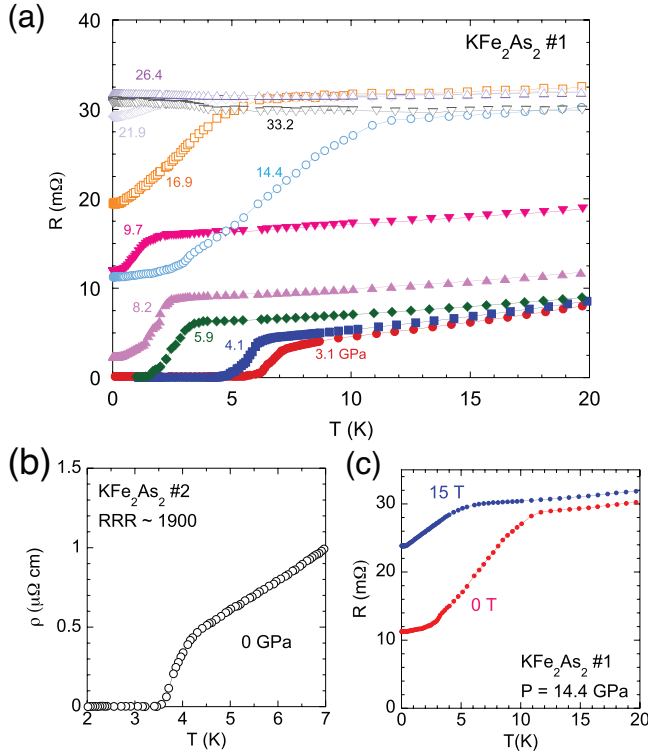 (a)
KFe2As2 #1
26.4
21.9
33.2
16.9
14.4
9.7
8.2
5.9
4.1
3.1 GPa
R (mΩ)
40
30
20
10
0
0 5 10 15 20
T (K)
(b)
KFe2As2 #2
RRR ~ 1900
0 GPa
ρ (μΩ cm)
1.5
1
0.5
0
2 3 4 5 6 7
T (K)
(c)
15 T
0 T
KFe2As2 #1
P = 14.4 GPa
R (mΩ)
40
30
20
10
0
0 5 10 15 20
T(K)